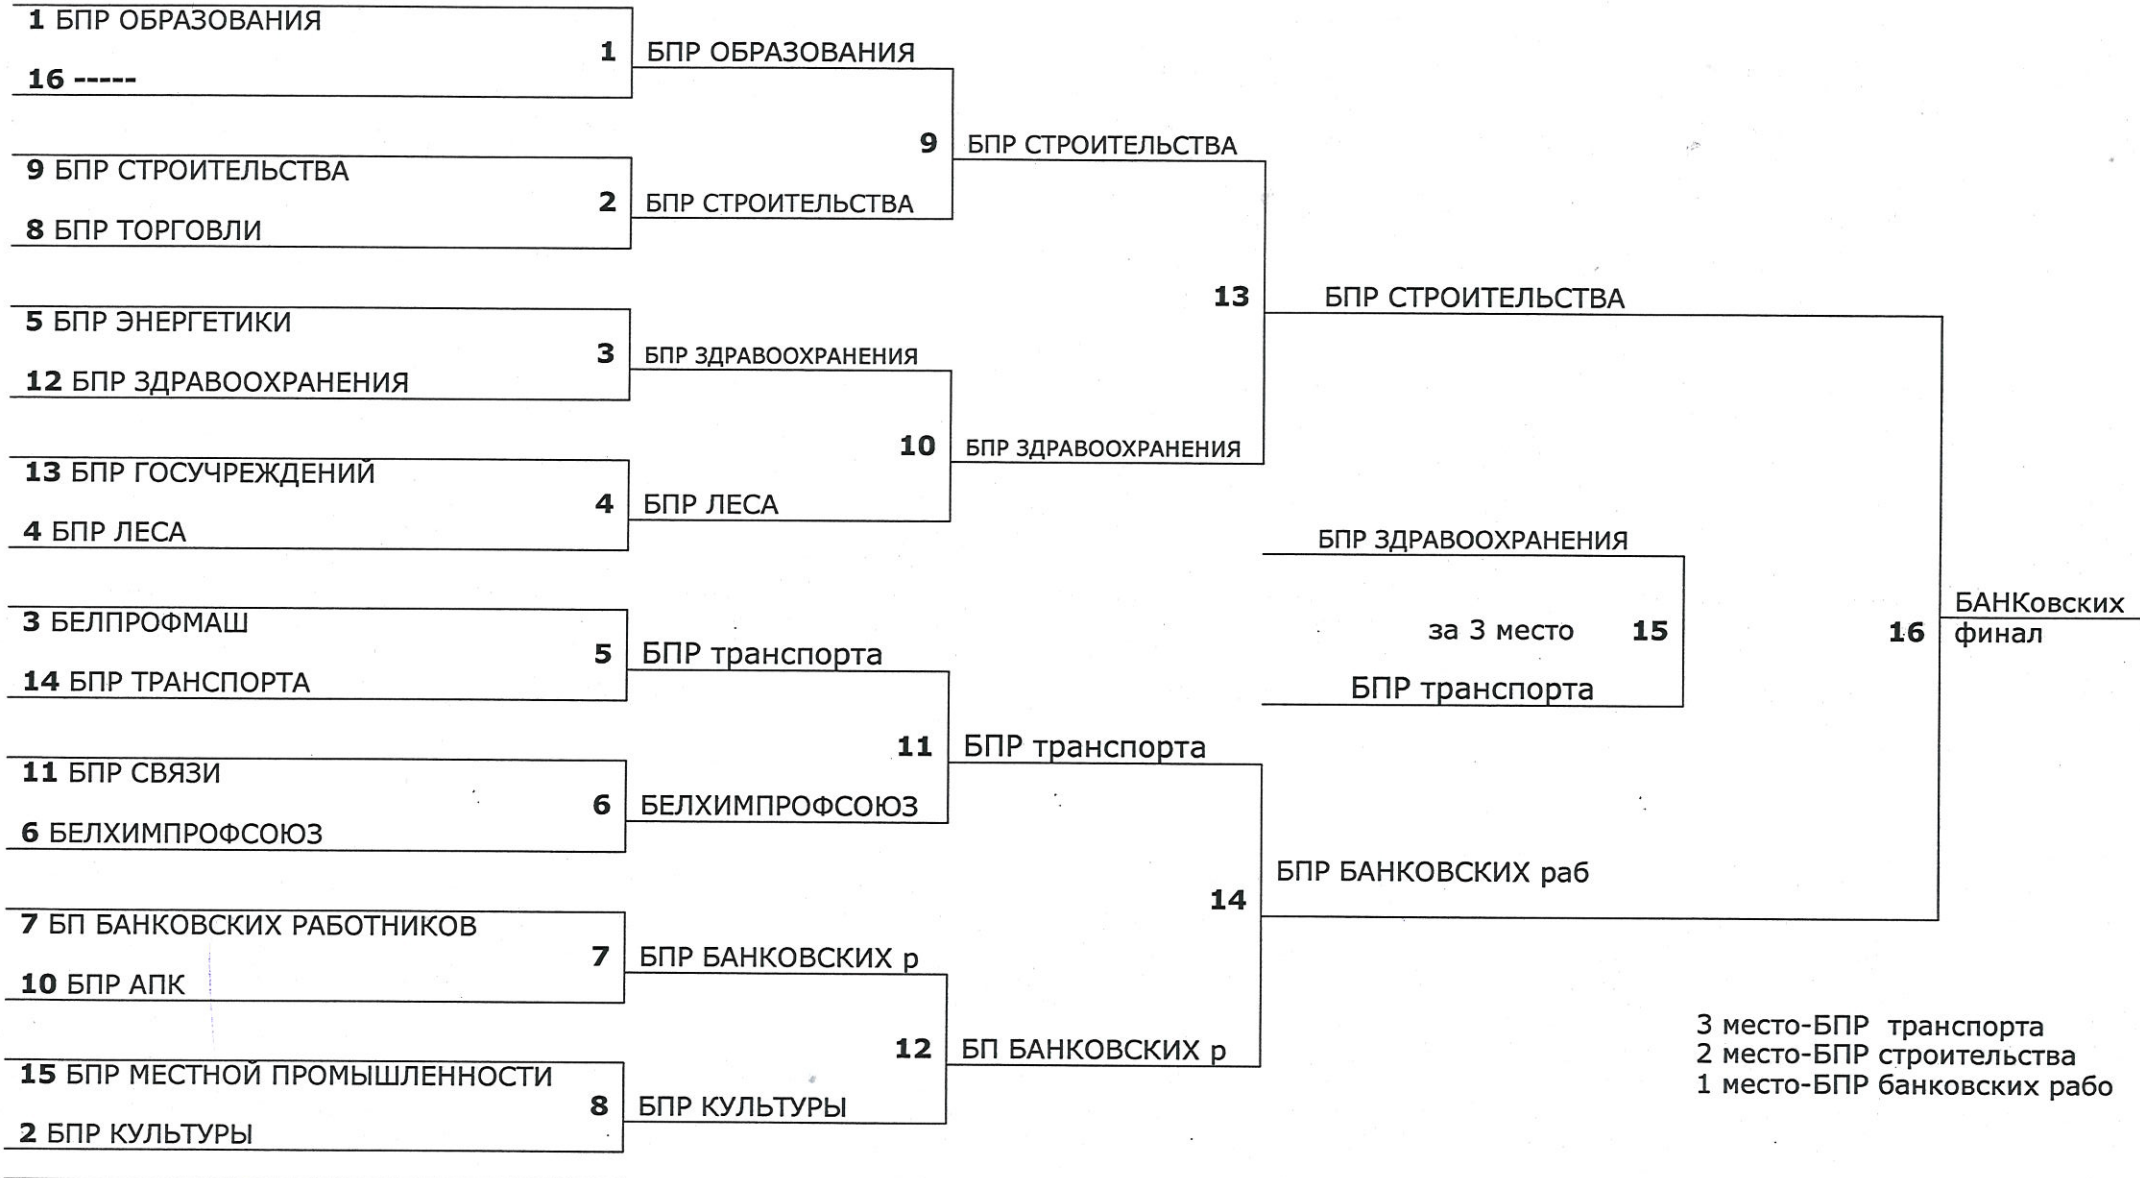 1 БПР ОБРАЗОВАНИЯ
16 -----
1
БПР ОБРАЗОВАНИЯ
9 БПР СТРОИТЕЛЬСТВА
8 БПР ТОРГОВЛИ
2
БПР СТРОИТЕЛЬСТВА
9
БПР СТРОИТЕЛЬСТВА
5 БПР ЭНЕРГЕТИКИ
12 БПР ЗДРАВООХРАНЕНИЯ
3
БПР ЗДРАВООХРАНЕНИЯ
13 БПР ГОСУЧРЕЖДЕНИЙ
4 БПР ЛЕСА
4
БПР ЛЕСА
10
БПР ЗДРАВООХРАНЕНИЯ
13
БПР СТРОИТЕЛЬСТВА
3 БЕЛПРОФМАШ
14 БПР ТРАНСПОРТА
5
БПР транспорта
11 БПР СВЯЗИ
6 БЕЛХИМПРОФСОЮЗ
6
БЕЛХИМПРОФСОЮЗ
11
БПР транспорта
7 БП БАНКОВСКИХ РАБОТНИКОВ
10 БПР АПК
7
БПР БАНКОВСКИХ р
15 БПР МЕСТНОЙ ПРОМЫШЛЕННОСТИ
2 БПР КУЛЬТУРЫ
8
БПР КУЛЬТУРЫ
12
БП БАНКОВСКИХ р
14
БПР БАНКОВСКИХ раб
БПР ЗДРАВООХРАНЕНИЯ
за 3 место
15
БПР транспорта
16
БАНКовских
финал
3 место-БПР транспорта
2 место-БПР строительства
1 место-БПР банковских рабо